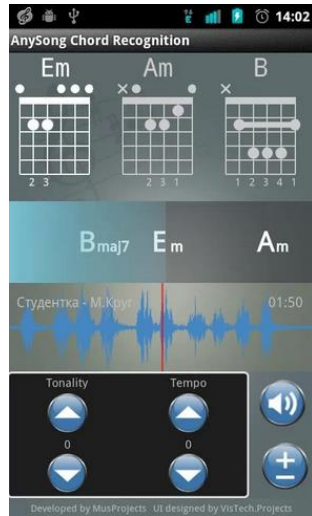 14:02
AnySong Chord Recognition
Em Am B
X X
2 3 2 3 1 1 2 3 4 1
Bmaj7 Em Am
Студентка - М.Круг 01:50
Tonality Tempo
0 0
Developed by MusProjects UI designed by VisTech.Projects